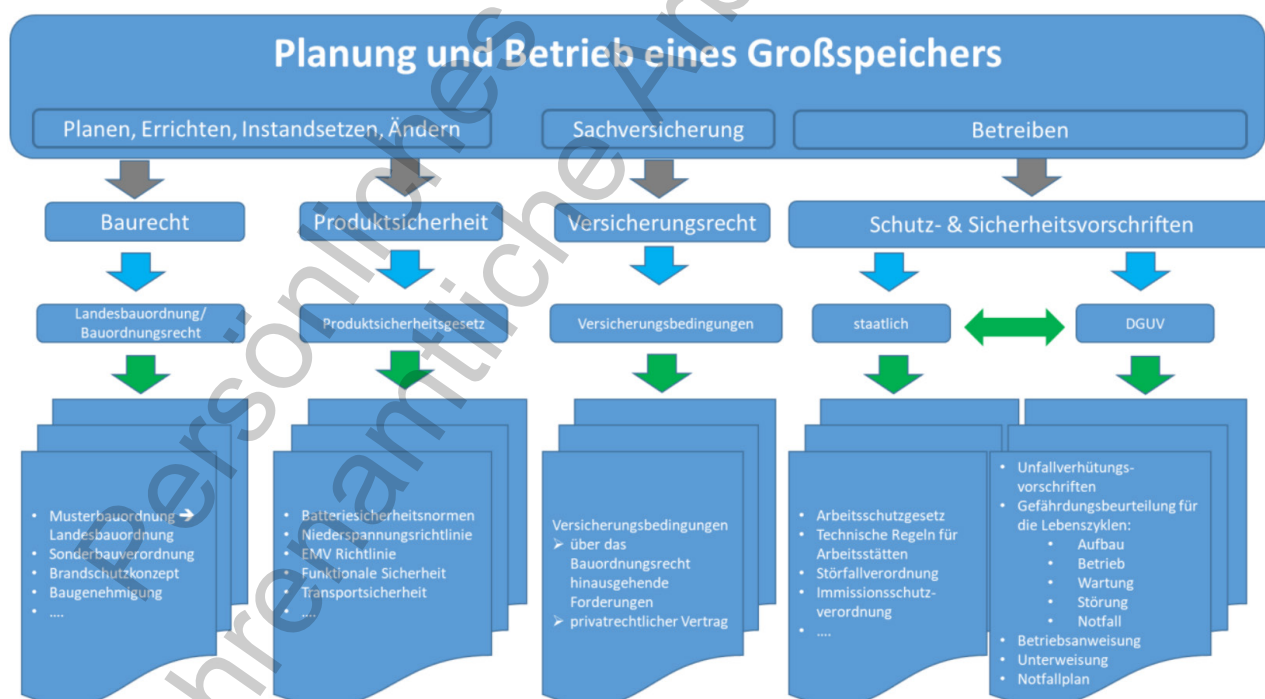 Planung und Betrieb eines Großspeichers
Planen, Errichten, Instandsetzen, Ändern
Sachversicherung
Betreiben
Baurecht
Produktsicherheit
Versicherungsrecht
Schutz- & Sicherheitsvorschriften
Landesbauordnung/
Bauordnungsrecht
Produktsicherheitsgesetz
Versicherungsbedingungen
staatlich
DGUV
• Musterbauordnung ➔
Landesbauordnung
• Sonderbauverordnung
• Brandschutzkonzept
• Baugenehmigung
• ....
• Batteriesicherheitsnormen
• Niederspannungsrichtlinie
• EMV Richtlinie
• Funktionale Sicherheit
• Transportsicherheit
• ....
Versicherungsbedingungen
➢ über das
Bauordnungsrecht
hinausgehende
Forderungen
➢ privatrechtlicher Vertrag
• Arbeitsschutzgesetz
• Technische Regeln für
Arbeitsstätten
• Störfallverordnung
• Immissionsschutz-
verordnung
• ....
• Unfallverhütungs-
vorschriften
• Gefährdungsbeurteilung für
die Lebenszyklen:
• Aufbau
• Betrieb
• Wartung
• Störung
• Notfall
• Betriebsanweisung
• Unterweisung
• Notfallplan
Persönliches
hrenamtliche